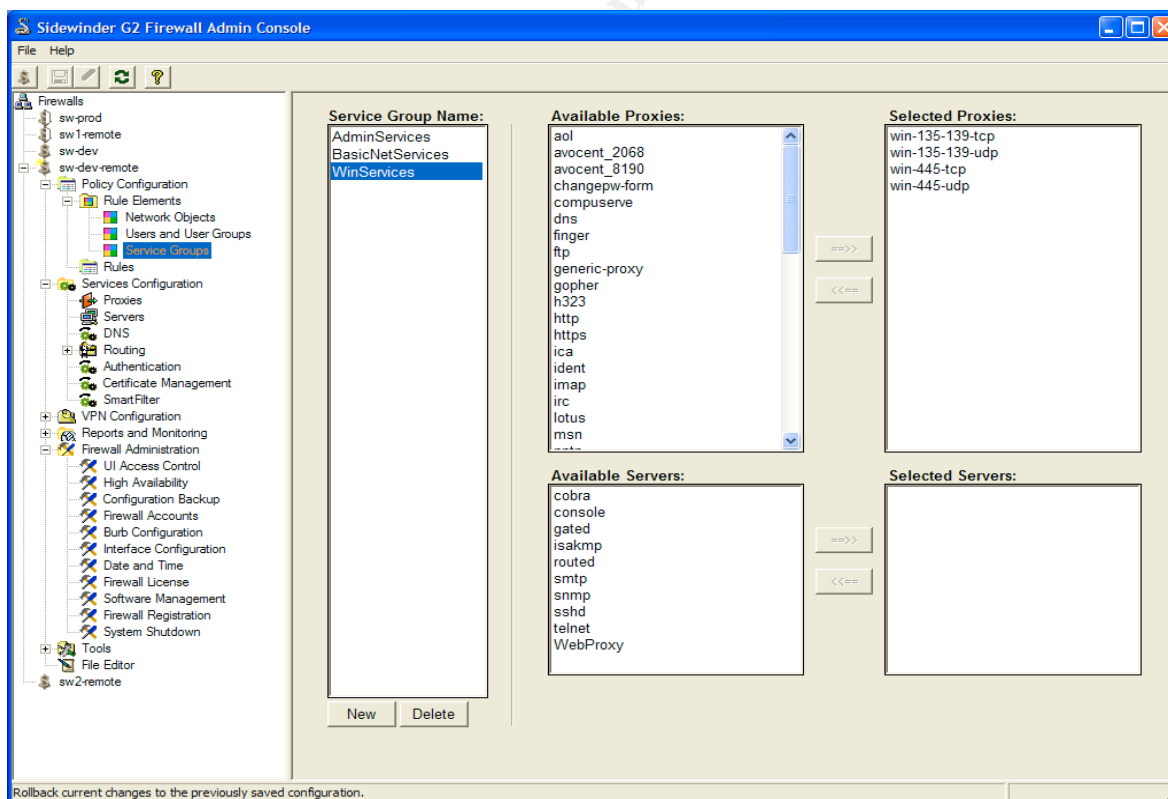 Sidewinder G2 Firewall Admin Console
File Help
Firewalls
sw-prod
sw1-remote
sw-dev
sw-dev-remote
Policy Configuration
Rule Elements
Network Objects
Users and User Groups
Service Groups
Rules
Services Configuration
Proxies
Servers
DNS
Routing
Authentication
Certificate Management
SmartFilter
VPN Configuration
Reports and Monitoring
Firewall Administration
UI Access Control
High Availability
Configuration Backup
Firewall Accounts
Burb Configuration
Interface Configuration
Date and Time
Firewall License
Software Management
Firewall Registration
System Shutdown
Tools
File Editor
sw2-remote
Service Group Name:
AdminServices
BasicNetServices
WinServices
New Delete
Available Proxies:
aol
avocent_2068
avocent_8190
changepw-form
compuserve
dns
finger
ftp
generic-proxy
gopher
h323
http
https
ica
ident
imap
irc
lotus
msn
==>>
<<==
Selected Proxies:
win-135-139-tcp
win-135-139-udp
win-445-tcp
win-445-udp
Available Servers:
cobra
console
gated
isakmp
routed
smtp
snmp
sshd
telnet
WebProxy
==>>
<<==
Selected Servers:
Rollback current changes to the previously saved configuration.